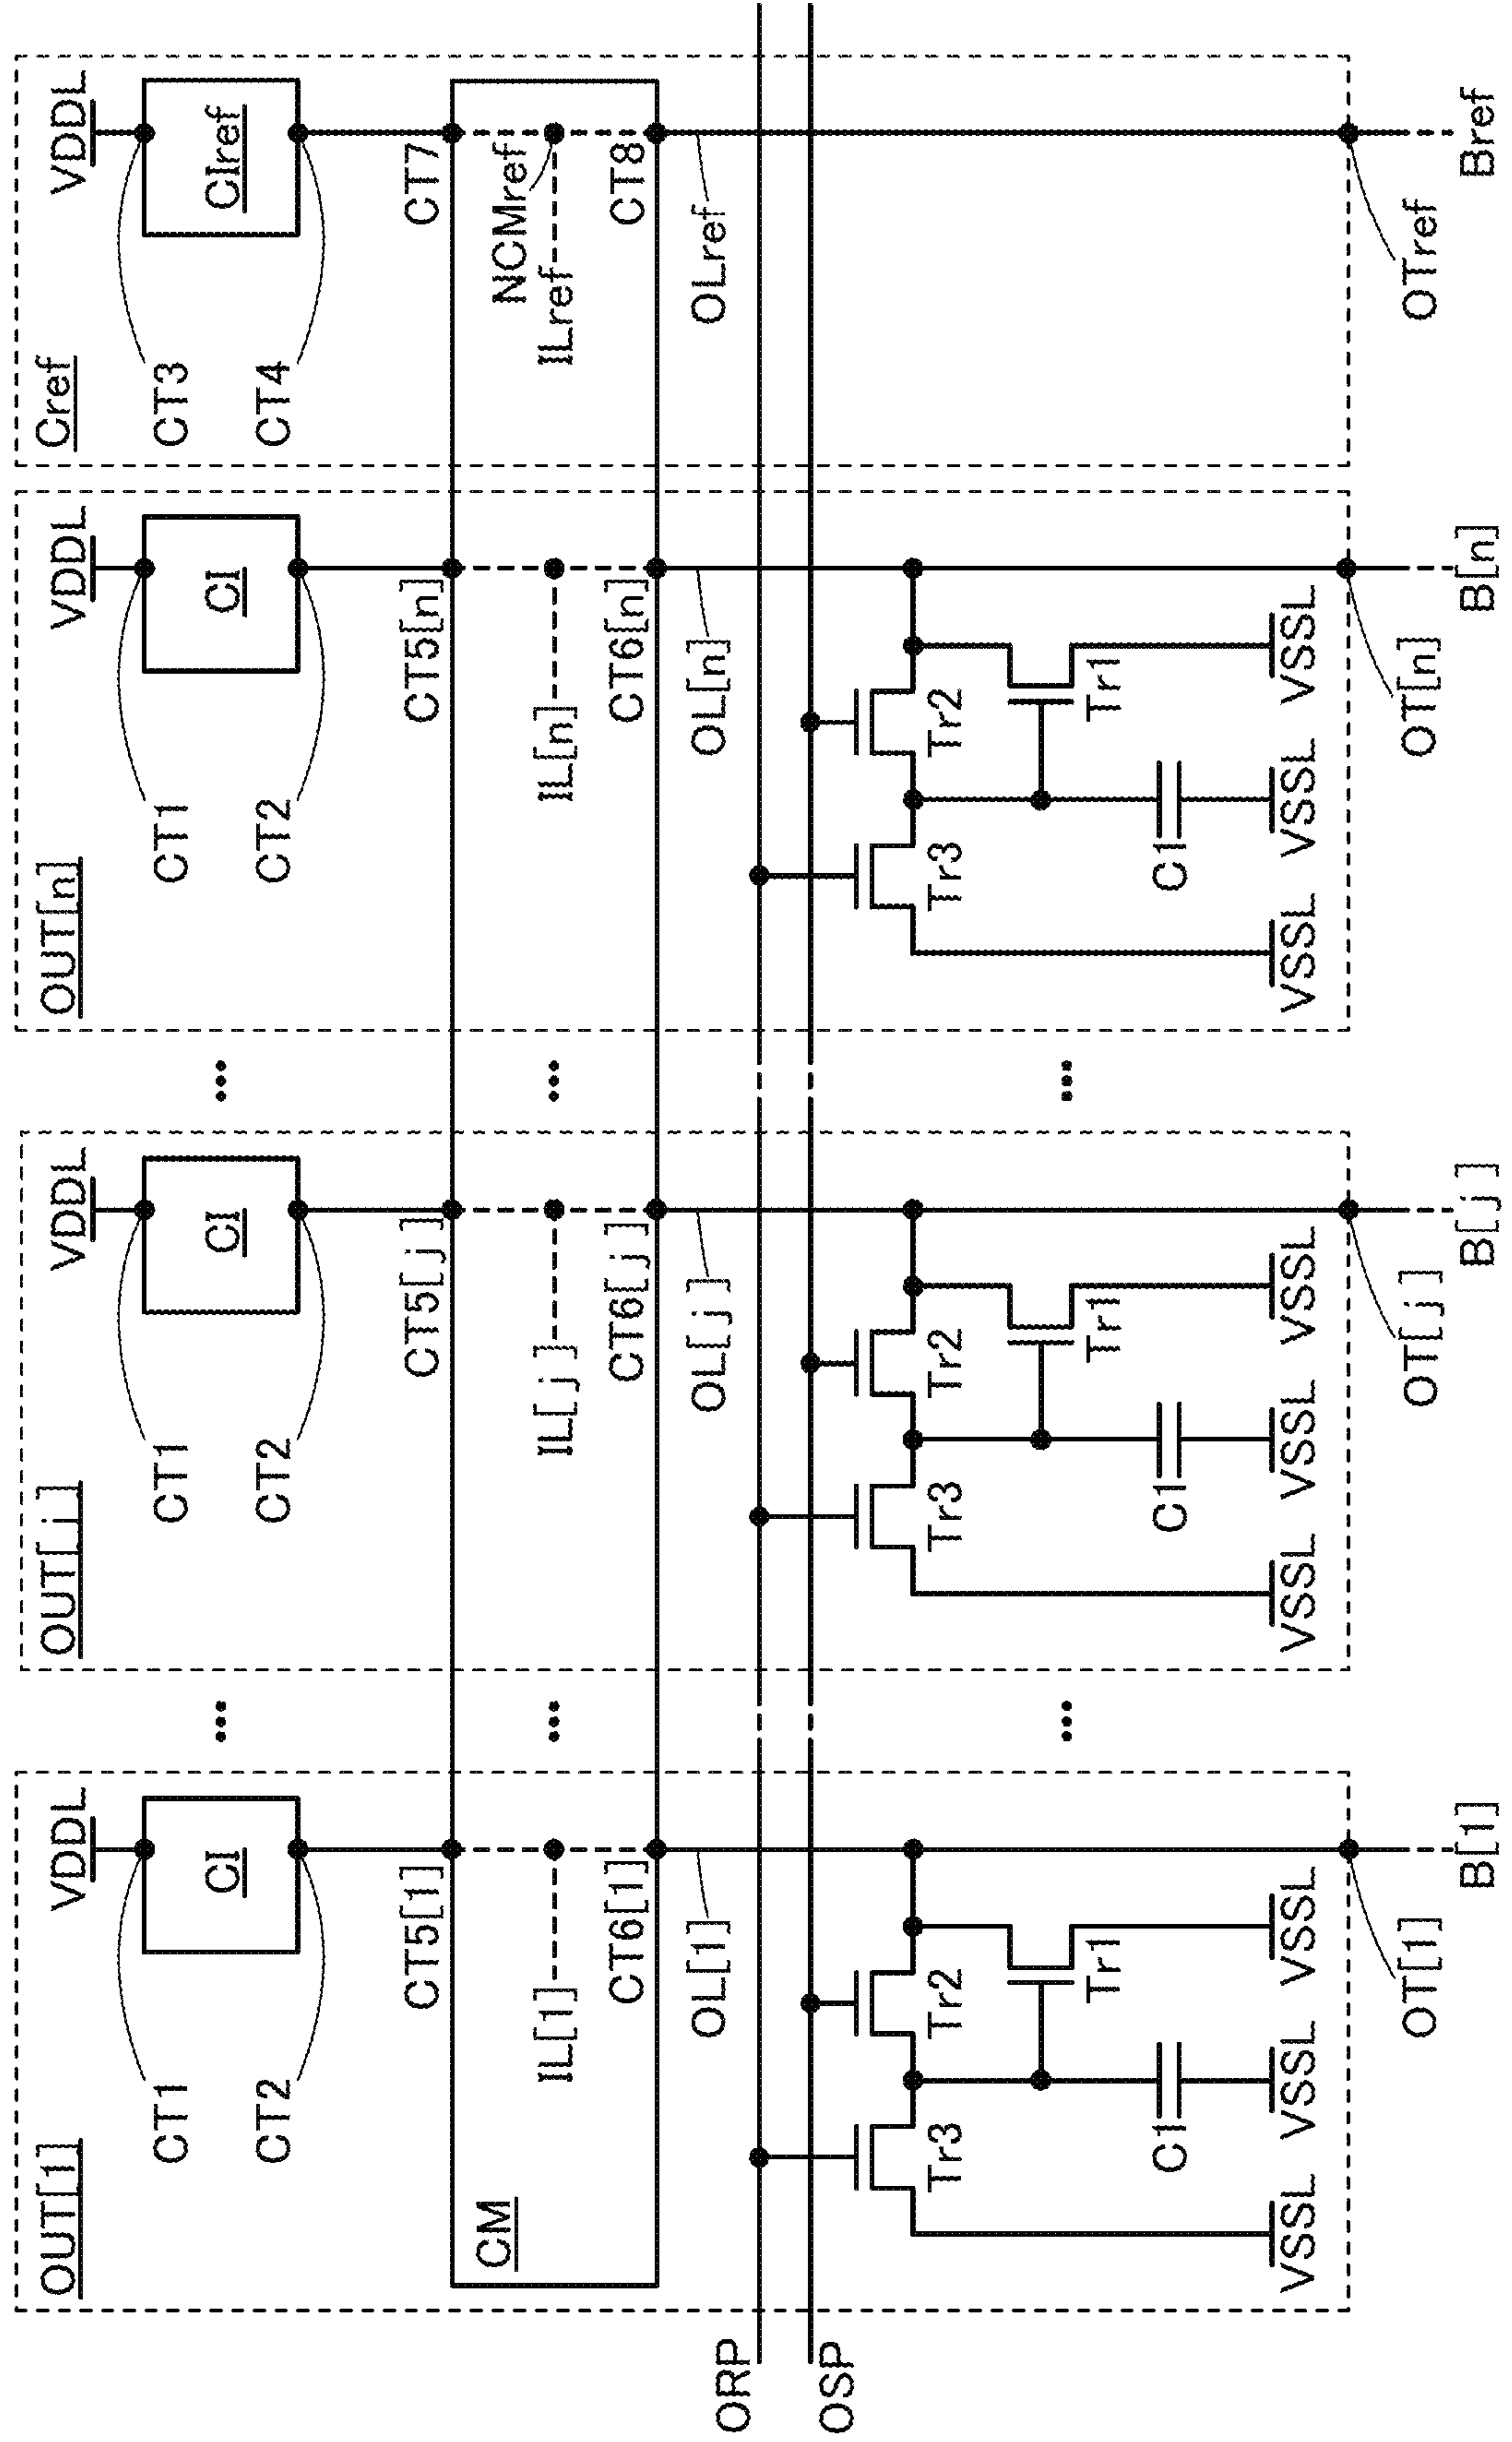 OUT[1]
VDDL
CT1
CI
CT2
CT5[1]
CM
IL[1]
CT6[1]
OL[1]
Tr3
Tr2
Tr1
C1
VSSL
VSSL
VSSL
OT[1]
B[1]
OUT[j]
VDDL
CT1
CI
CT2
CT5[j]
IL[j]
CT6[j]
OL[j]
Tr3
Tr2
Tr1
C1
VSSL
VSSL
VSSL
OT[j]
B[j]
OUT[n]
VDDL
CT1
CI
CT2
CT5[n]
IL[n]
CT6[n]
OL[n]
Tr3
Tr2
Tr1
C1
VSSL
VSSL
VSSL
OT[n]
B[n]
Cref
VDDL
CT3
CIref
CT4
CT7
NCMref
ILref
CT8
OLref
OTref
Bref
ORP
OSP